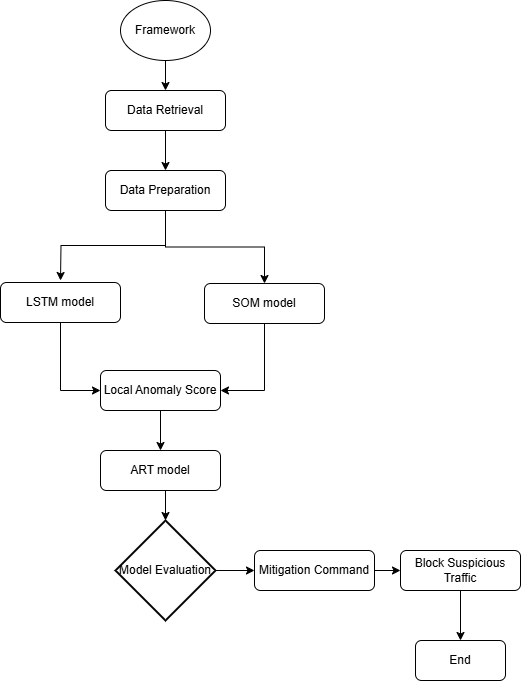 Framework
Data Retrieval
Data Preparation
LSTM model
SOM model
Local Anomaly Score
ART model
Model Evaluation
Mitigation Command
Block Suspicious
Traffic
End